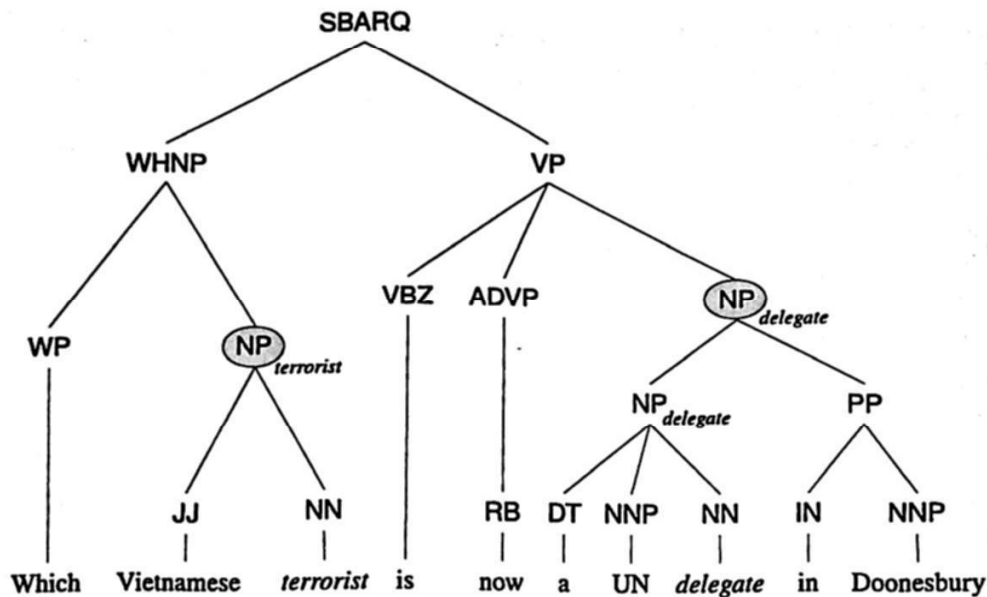 SBARQ
WHNP VP
VBZ ADVP NP delegate
WP NP terrorist
NP delegate PP
JJ NN RB DT NNP NN IN NNP
Which Vietnamese terrorist is now a UN delegate in Doonesbury